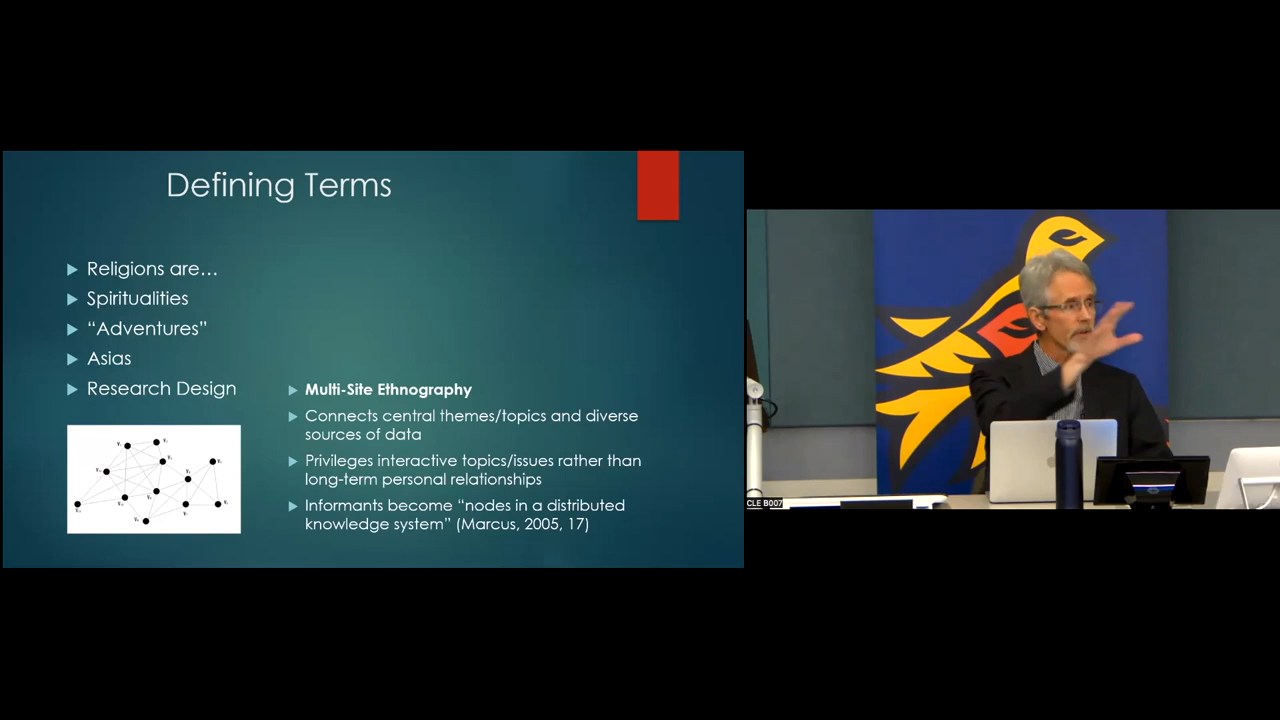 Defining Terms
Religions are…
Spiritualities
“Adventures”
Asias
Research Design
Multi-Site Ethnography
Connects central themes/topics and diverse
sources of data
Privileges interactive topics/issues rather than
long-term personal relationships
Informants become “nodes in a distributed
knowledge system” (Marcus, 2005, 17)
CLE B007